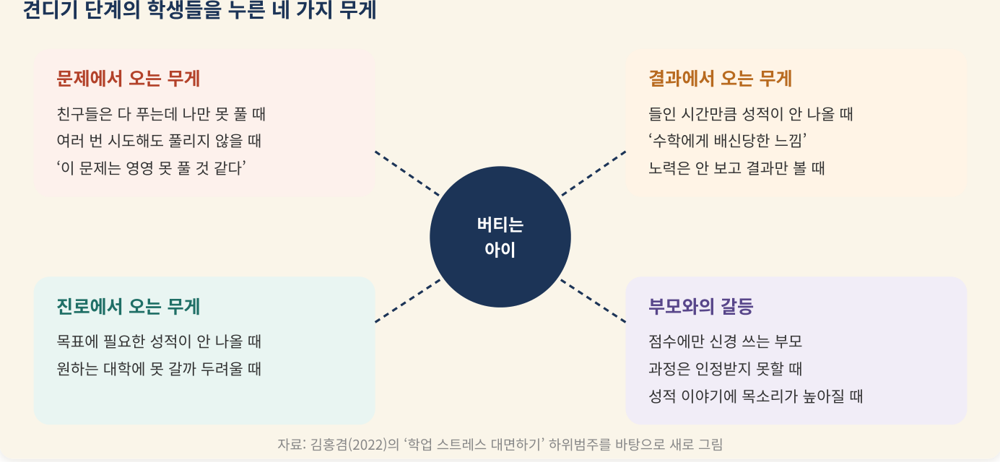 견디기 단계의 학생들을 누른 네 가지 무게
문제에서 오는 무게
친구들은 다 푸는데 나만 못 풀 때
여러 번 시도해도 풀리지 않을 때
‘이 문제는 영영 못 풀 것 같다’
결과에서 오는 무게
들인 시간만큼 성적이 안 나올 때
‘수학에게 배신당한 느낌’
노력은 안 보고 결과만 볼 때
버티는
아이
진로에서 오는 무게
목표에 필요한 성적이 안 나올 때
원하는 대학에 못 갈까 두려울 때
부모와의 갈등
점수에만 신경 쓰는 부모
과정은 인정받지 못할 때
성적 이야기에 목소리가 높아질 때
자료: 김홍겸(2022)의 ‘학업 스트레스 대면하기’ 하위범주를 바탕으로 새로 그림